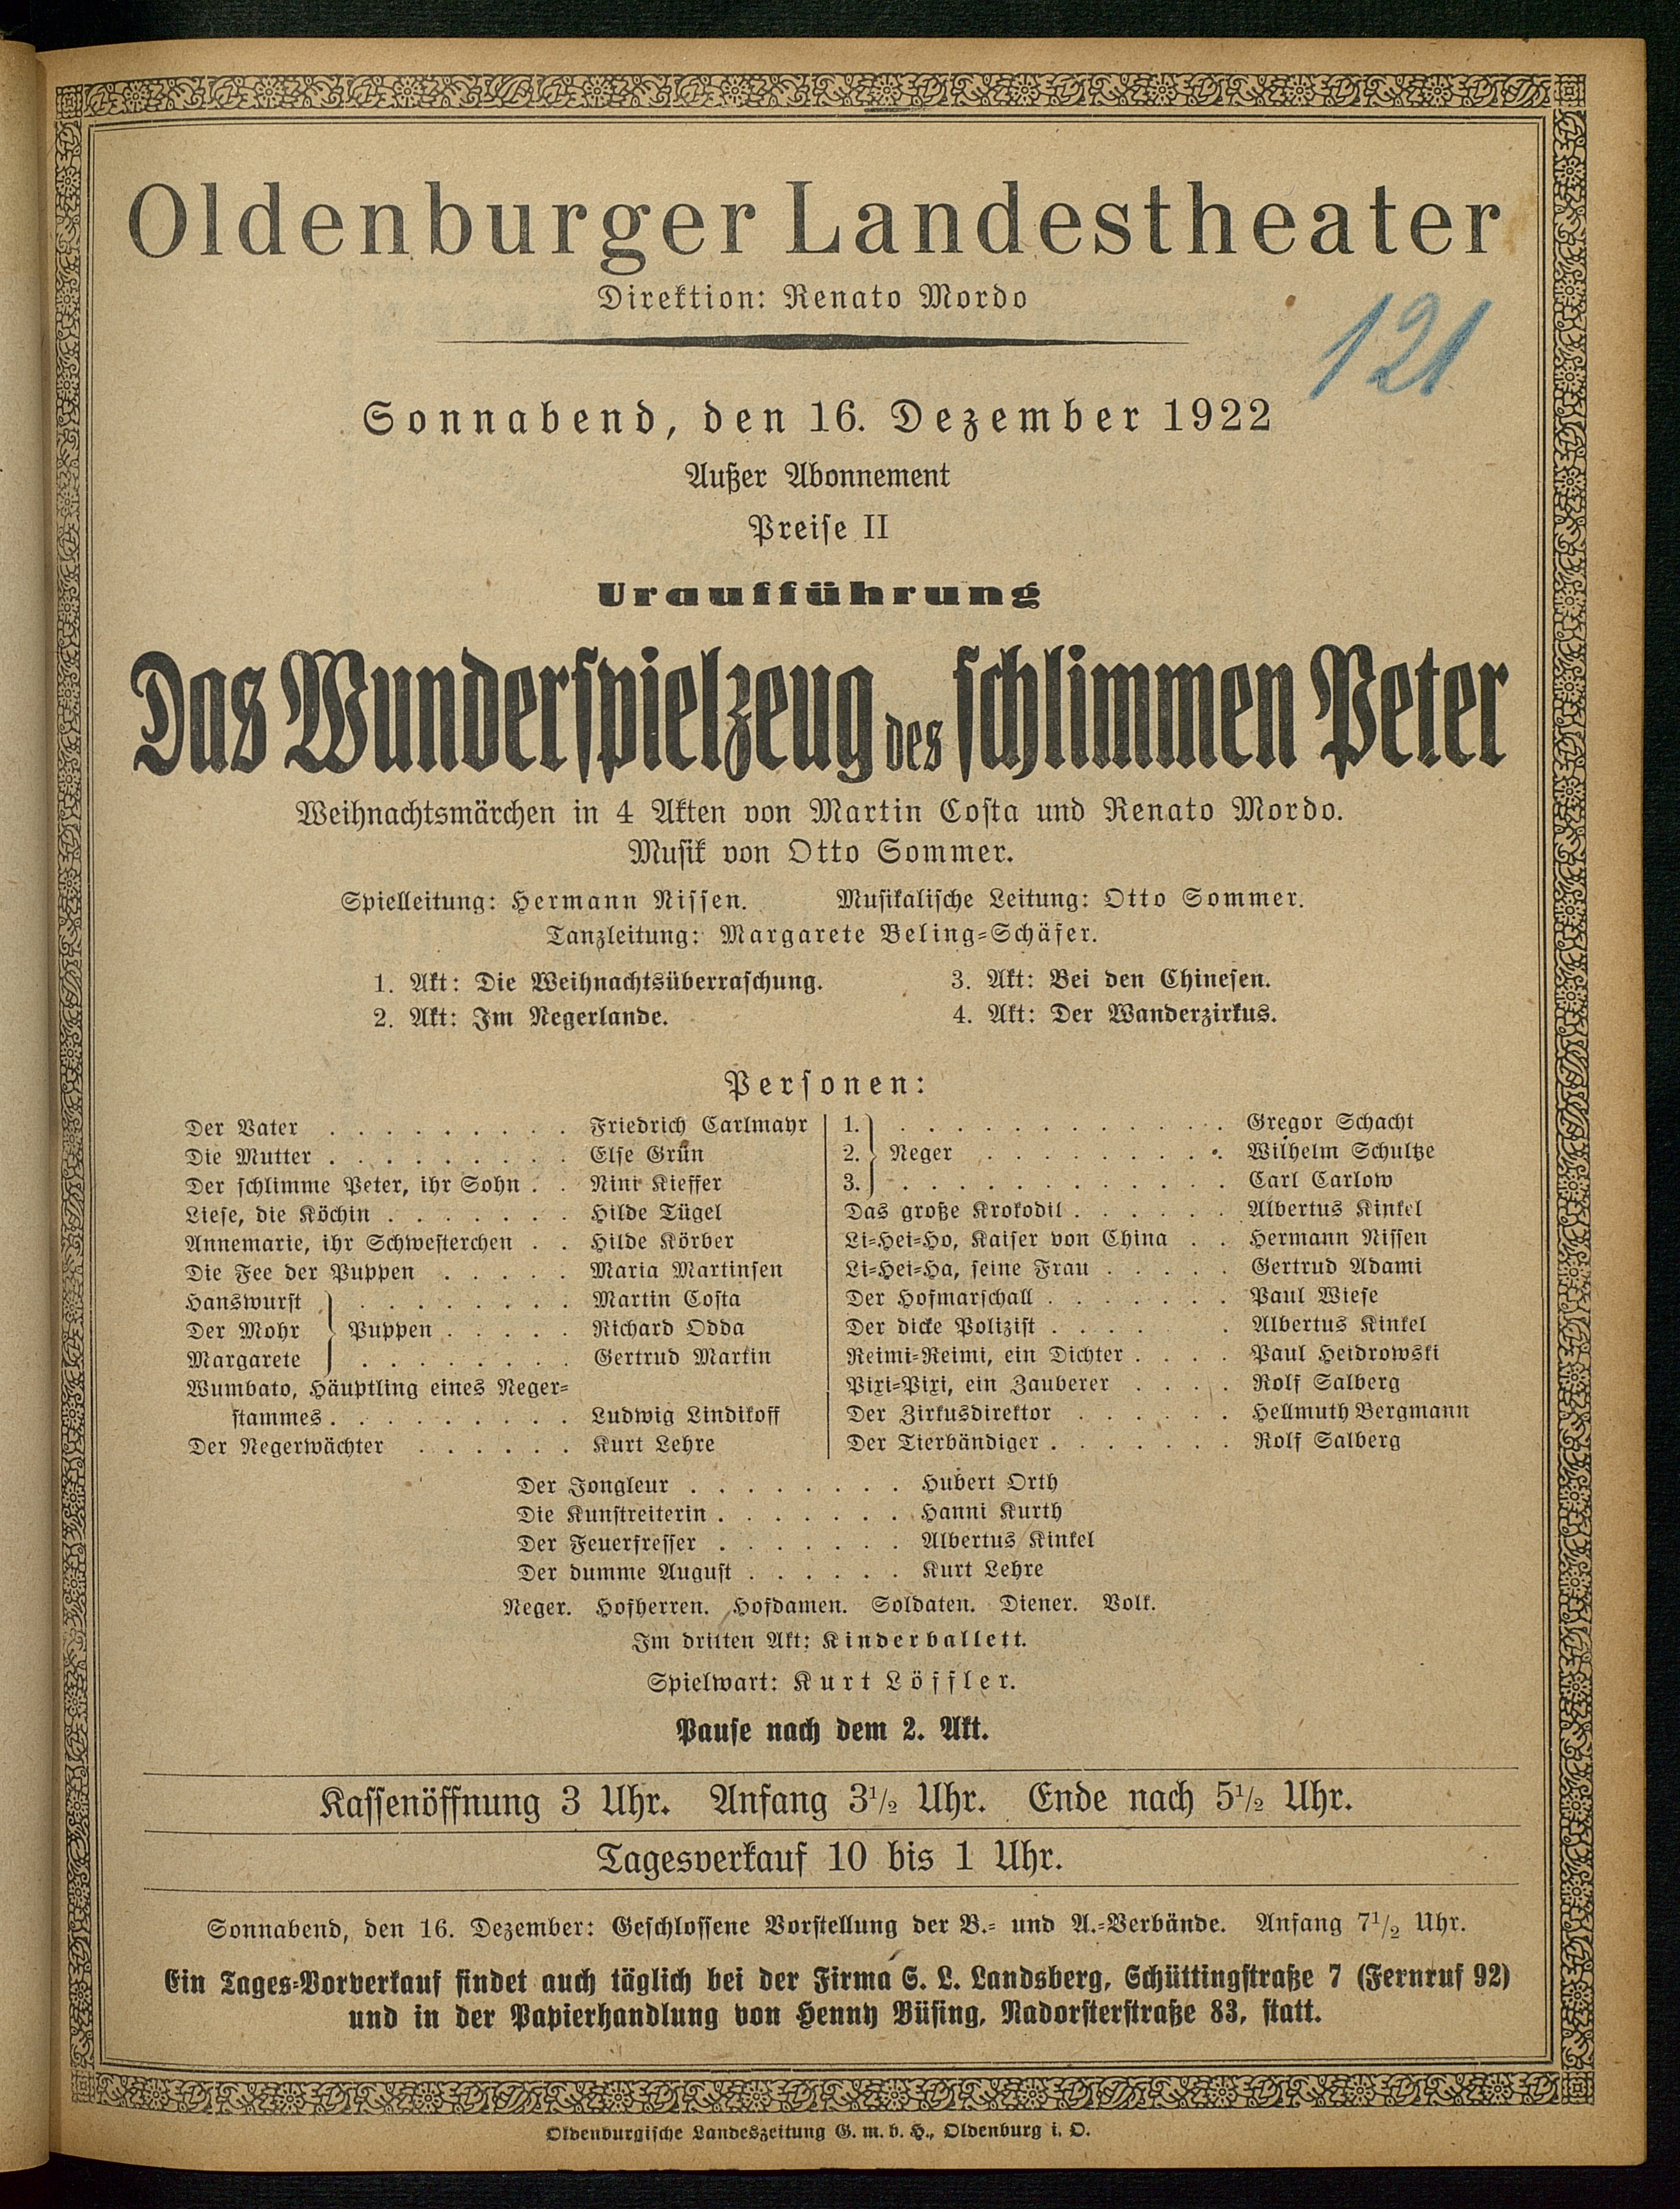 Oldenburger Landestheater
Direktion: Renato Mordo
121
Sonnabend, den 16. Dezember 1922
Außer Abonnement
Preise II
Uraufführung
Das Wunderspielzeug des schlimmen Peter
Weihnachtsmärchen in 4 Akten von Martin Costa und Renato Mordo.
Musik von Otto Sommer.
Spielleitung: Hermann Nissen. Musikalische Leitung: Otto Sommer.
Tanzleitung: Margarete Beling-Schäfer.
1. Akt: Die Weihnachtsüberraschung.
2. Akt: Im Negerlande.
3. Akt: Bei den Chinesen.
4. Akt: Der Wanderzirkus.
Personen:
Der Vater . . . . . . . . . Friedrich Carlmayr
Die Mutter . . . . . . . . . Else Grün
Der schlimme Peter, ihr Sohn . . Nini Kieffer
Liese, die Köchin . . . . . . . Hilde Tügel
Annemarie, ihr Schwesterchen . . Hilde Körber
Die Fee der Puppen . . . . . Maria Martinsen
Hanswurst } . . . . . . . . Martin Costa
Der Mohr } Puppen . . . . . Richard Odda
Margarete } . . . . . . . . Gertrud Martin
Wumbato, Häuptling eines Neger-
stammes . . . . . . . . . Ludwig Lindikoff
Der Negerwächter . . . . . . Kurt Lehre
1. } . . . . . . . . . . . . Gregor Schacht
2. } Neger . . . . . . . . . Wilhelm Schultze
3. } . . . . . . . . . . . . Carl Carlow
Das große Krokodil . . . . . . Albertus Kinkel
Li-Hei-Ho, Kaiser von China . . Hermann Nissen
Li-Hei-Ha, seine Frau . . . . . Gertrud Adami
Der Hofmarschall . . . . . . . Paul Wiese
Der dicke Polizist . . . . . . . Albertus Kinkel
Reimi-Reimi, ein Dichter . . . . Paul Heidrowski
Pixi-Pixi, ein Zauberer . . . . Rolf Salberg
Der Zirkusdirektor . . . . . . Hellmuth Bergmann
Der Tierbändiger . . . . . . . Rolf Salberg
Der Jongleur . . . . . . . . Hubert Orth
Die Kunstreiterin . . . . . . . Hanni Kurth
Der Feuerfresser . . . . . . . Albertus Kinkel
Der dumme August . . . . . . Kurt Lehre
Neger. Hofherren. Hofdamen. Soldaten. Diener. Volk.
Im dritten Akt: Kinderballett.
Spielwart: Kurt Löffler.
Pause nach dem 2. Akt.
Kassenöffnung 3 Uhr. Anfang 3½ Uhr. Ende nach 5½ Uhr.
Tagesverkauf 10 bis 1 Uhr.
Sonnabend, den 16. Dezember: Geschlossene Vorstellung der B.- und A.-Verbände. Anfang 7½ Uhr.
Ein Tages-Vorverkauf findet auch täglich bei der Firma S. L. Landsberg, Schüttingstraße 7 (Fernruf 92)
und in der Papierhandlung von Henny Büsing, Nadorsterstraße 83, statt.
Oldenburgische Landeszeitung G. m. b. H., Oldenburg i. O.